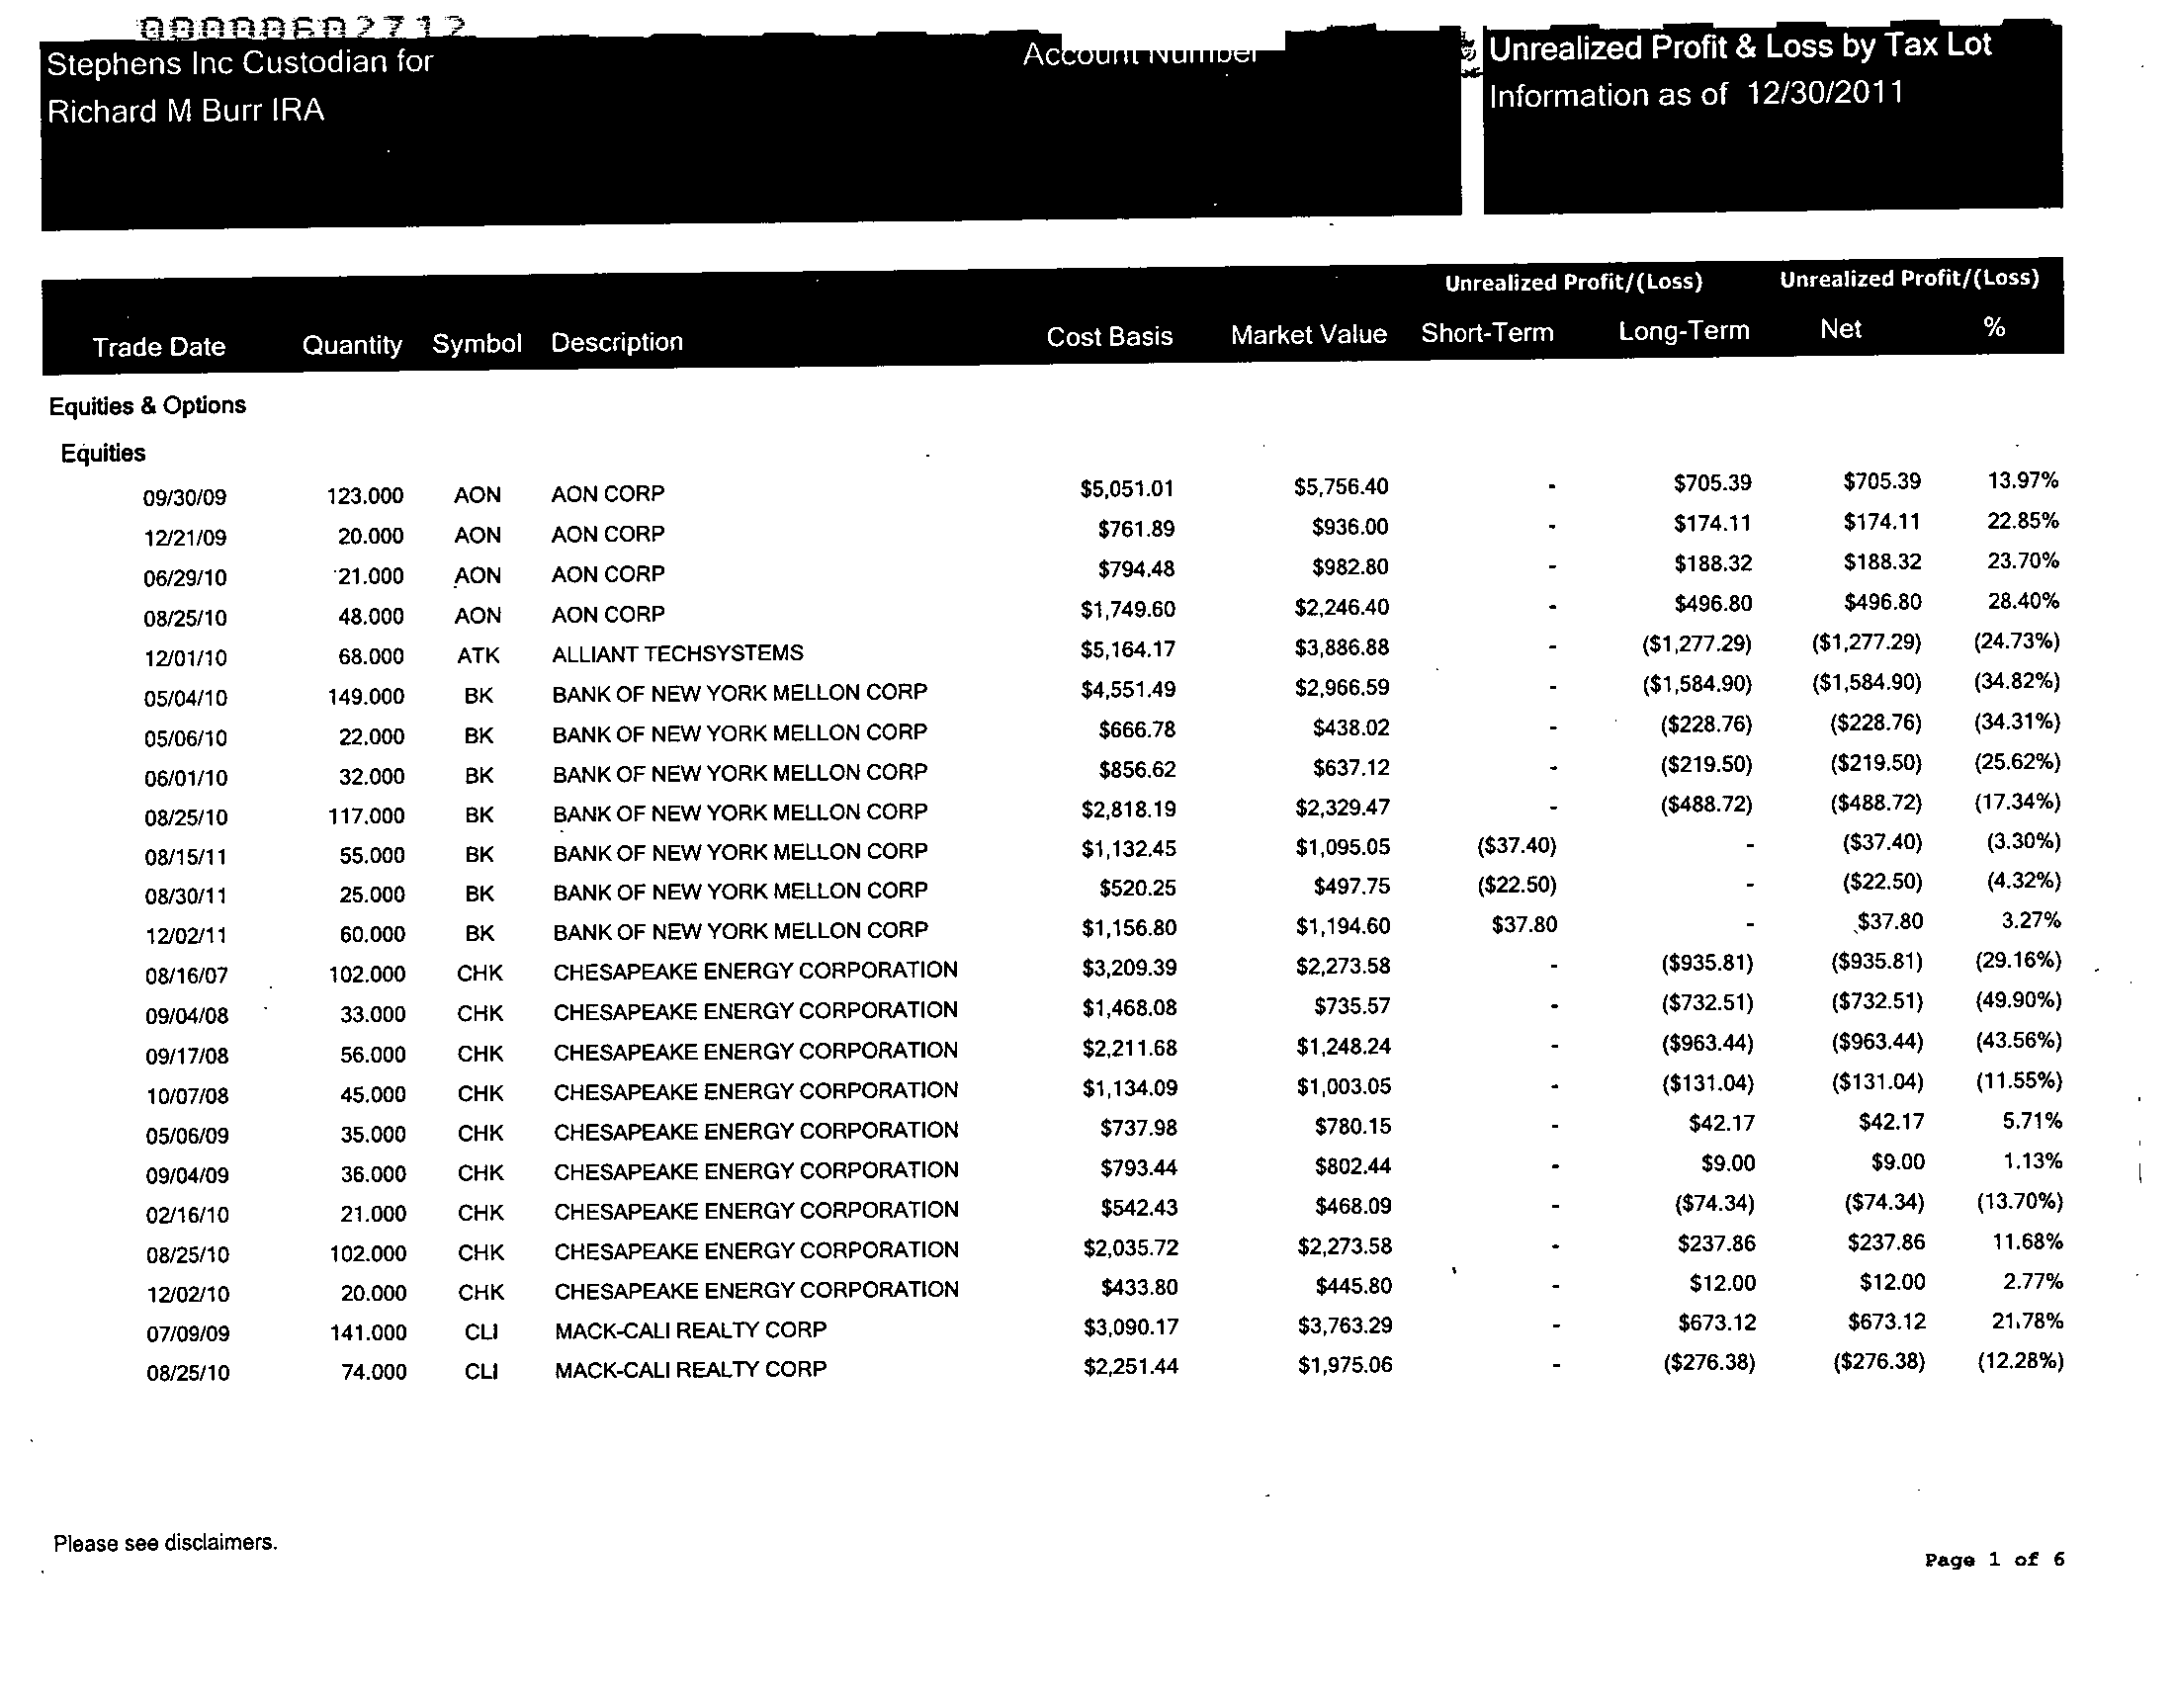 00000602712
Stephens Inc Custodian for Account Number Unrealized Profit & Loss by Tax Lot
Richard M Burr IRA Information as of 12/30/2011
Unrealized Profit/(Loss) Unrealized Profit/(Loss)
Trade Date Quantity Symbol Description Cost Basis Market Value Short-Term Long-Term Net %
Equities & Options
Equities
09/30/09 123.000 AON AON CORP $5,051.01 $5,756.40 - $705.39 $705.39 13.97%
12/21/09 20.000 AON AON CORP $761.89 $936.00 - $174.11 $174.11 22.85%
06/29/10 21.000 AON AON CORP $794.48 $982.80 - $188.32 $188.32 23.70%
08/25/10 48.000 AON AON CORP $1,749.60 $2,246.40 - $496.80 $496.80 28.40%
12/01/10 68.000 ATK ALLIANT TECHSYSTEMS $5,164.17 $3,886.88 - ($1,277.29) ($1,277.29) (24.73%)
05/04/10 149.000 BK BANK OF NEW YORK MELLON CORP $4,551.49 $2,966.59 - ($1,584.90) ($1,584.90) (34.82%)
05/06/10 22.000 BK BANK OF NEW YORK MELLON CORP $666.78 $438.02 - ($228.76) ($228.76) (34.31%)
06/01/10 32.000 BK BANK OF NEW YORK MELLON CORP $856.62 $637.12 - ($219.50) ($219.50) (25.62%)
08/25/10 117.000 BK BANK OF NEW YORK MELLON CORP $2,818.19 $2,329.47 - ($488.72) ($488.72) (17.34%)
08/15/11 55.000 BK BANK OF NEW YORK MELLON CORP $1,132.45 $1,095.05 ($37.40) - ($37.40) (3.30%)
08/30/11 25.000 BK BANK OF NEW YORK MELLON CORP $520.25 $497.75 ($22.50) - ($22.50) (4.32%)
12/02/11 60.000 BK BANK OF NEW YORK MELLON CORP $1,156.80 $1,194.60 $37.80 - $37.80 3.27%
08/16/07 102.000 CHK CHESAPEAKE ENERGY CORPORATION $3,209.39 $2,273.58 - ($935.81) ($935.81) (29.16%)
09/04/08 33.000 CHK CHESAPEAKE ENERGY CORPORATION $1,468.08 $735.57 - ($732.51) ($732.51) (49.90%)
09/17/08 56.000 CHK CHESAPEAKE ENERGY CORPORATION $2,211.68 $1,248.24 - ($963.44) ($963.44) (43.56%)
10/07/08 45.000 CHK CHESAPEAKE ENERGY CORPORATION $1,134.09 $1,003.05 - ($131.04) ($131.04) (11.55%)
05/06/09 35.000 CHK CHESAPEAKE ENERGY CORPORATION $737.98 $780.15 - $42.17 $42.17 5.71%
09/04/09 36.000 CHK CHESAPEAKE ENERGY CORPORATION $793.44 $802.44 - $9.00 $9.00 1.13%
02/16/10 21.000 CHK CHESAPEAKE ENERGY CORPORATION $542.43 $468.09 - ($74.34) ($74.34) (13.70%)
08/25/10 102.000 CHK CHESAPEAKE ENERGY CORPORATION $2,035.72 $2,273.58 - $237.86 $237.86 11.68%
12/02/10 20.000 CHK CHESAPEAKE ENERGY CORPORATION $433.80 $445.80 - $12.00 $12.00 2.77%
07/09/09 141.000 CLI MACK-CALI REALTY CORP $3,090.17 $3,763.29 - $673.12 $673.12 21.78%
08/25/10 74.000 CLI MACK-CALI REALTY CORP $2,251.44 $1,975.06 - ($276.38) ($276.38) (12.28%)
Please see disclaimers.
Page 1 of 6